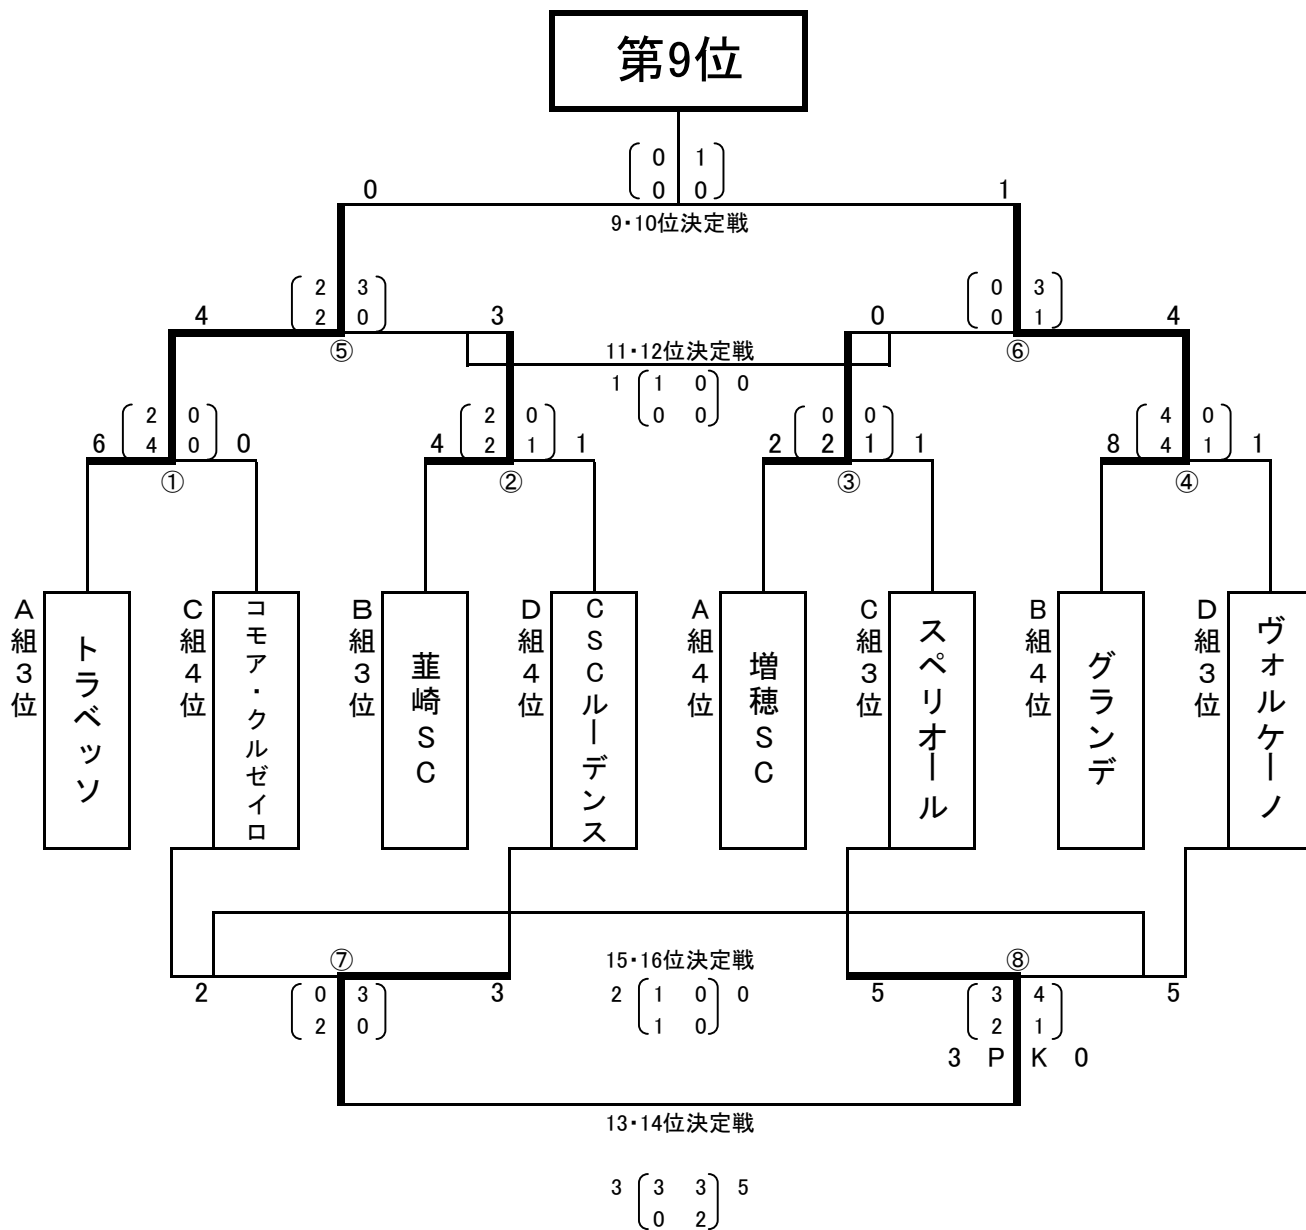 第9位
0 1
0 0
0 1
9・10位決定戦
2 3
2 0
0 3
0 1
4 3 0 4
⑤ ⑥
11・12位決定戦
1 1 0 0
0 0
2 0
4 0
2 0
2 1
0 0
2 1
4 0
4 1
6 0 4 1 2 1 8 1
① ② ③ ④
A組3位
トラベッソ
C組4位
コモア・クルゼイロ
B組3位
韮崎SC
D組4位
CSCルーデンス
A組4位
増穂SC
C組3位
スペリオール
B組4位
グランデ
D組3位
ヴォルケーノ
⑦ ⑧
15・16位決定戦
2 3 5 5
0 3
2 0
2 1 0 0
1 0
3 4
2 1
3 P K 0
13・14位決定戦
3 3 3 5
0 2